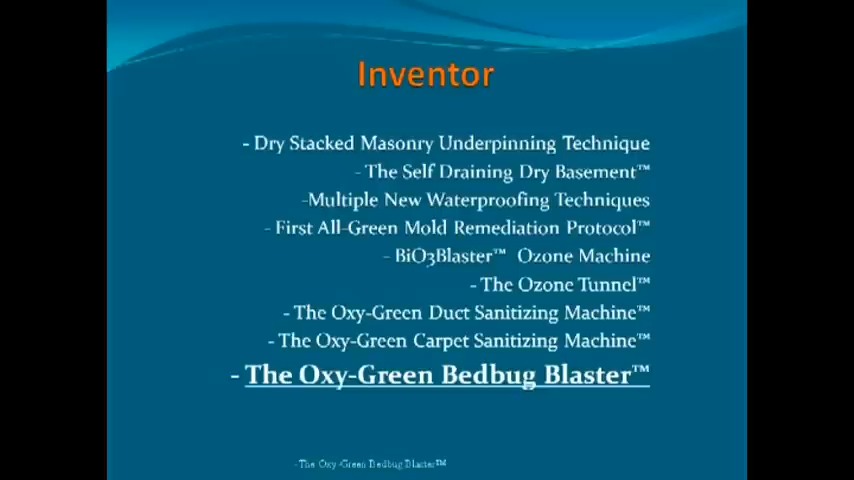 Inventor
- Dry Stacked Masonry Underpinning Technique
- The Self Draining Dry Basement™
-Multiple New Waterproofing Techniques
- First All-Green Mold Remediation Protocol™
- BiO3Blaster™ Ozone Machine
- The Ozone Tunnel™
- The Oxy-Green Duct Sanitizing Machine™
- The Oxy-Green Carpet Sanitizing Machine™
- The Oxy-Green Bedbug Blaster™
- The Oxy-Green Bedbug Blaster™